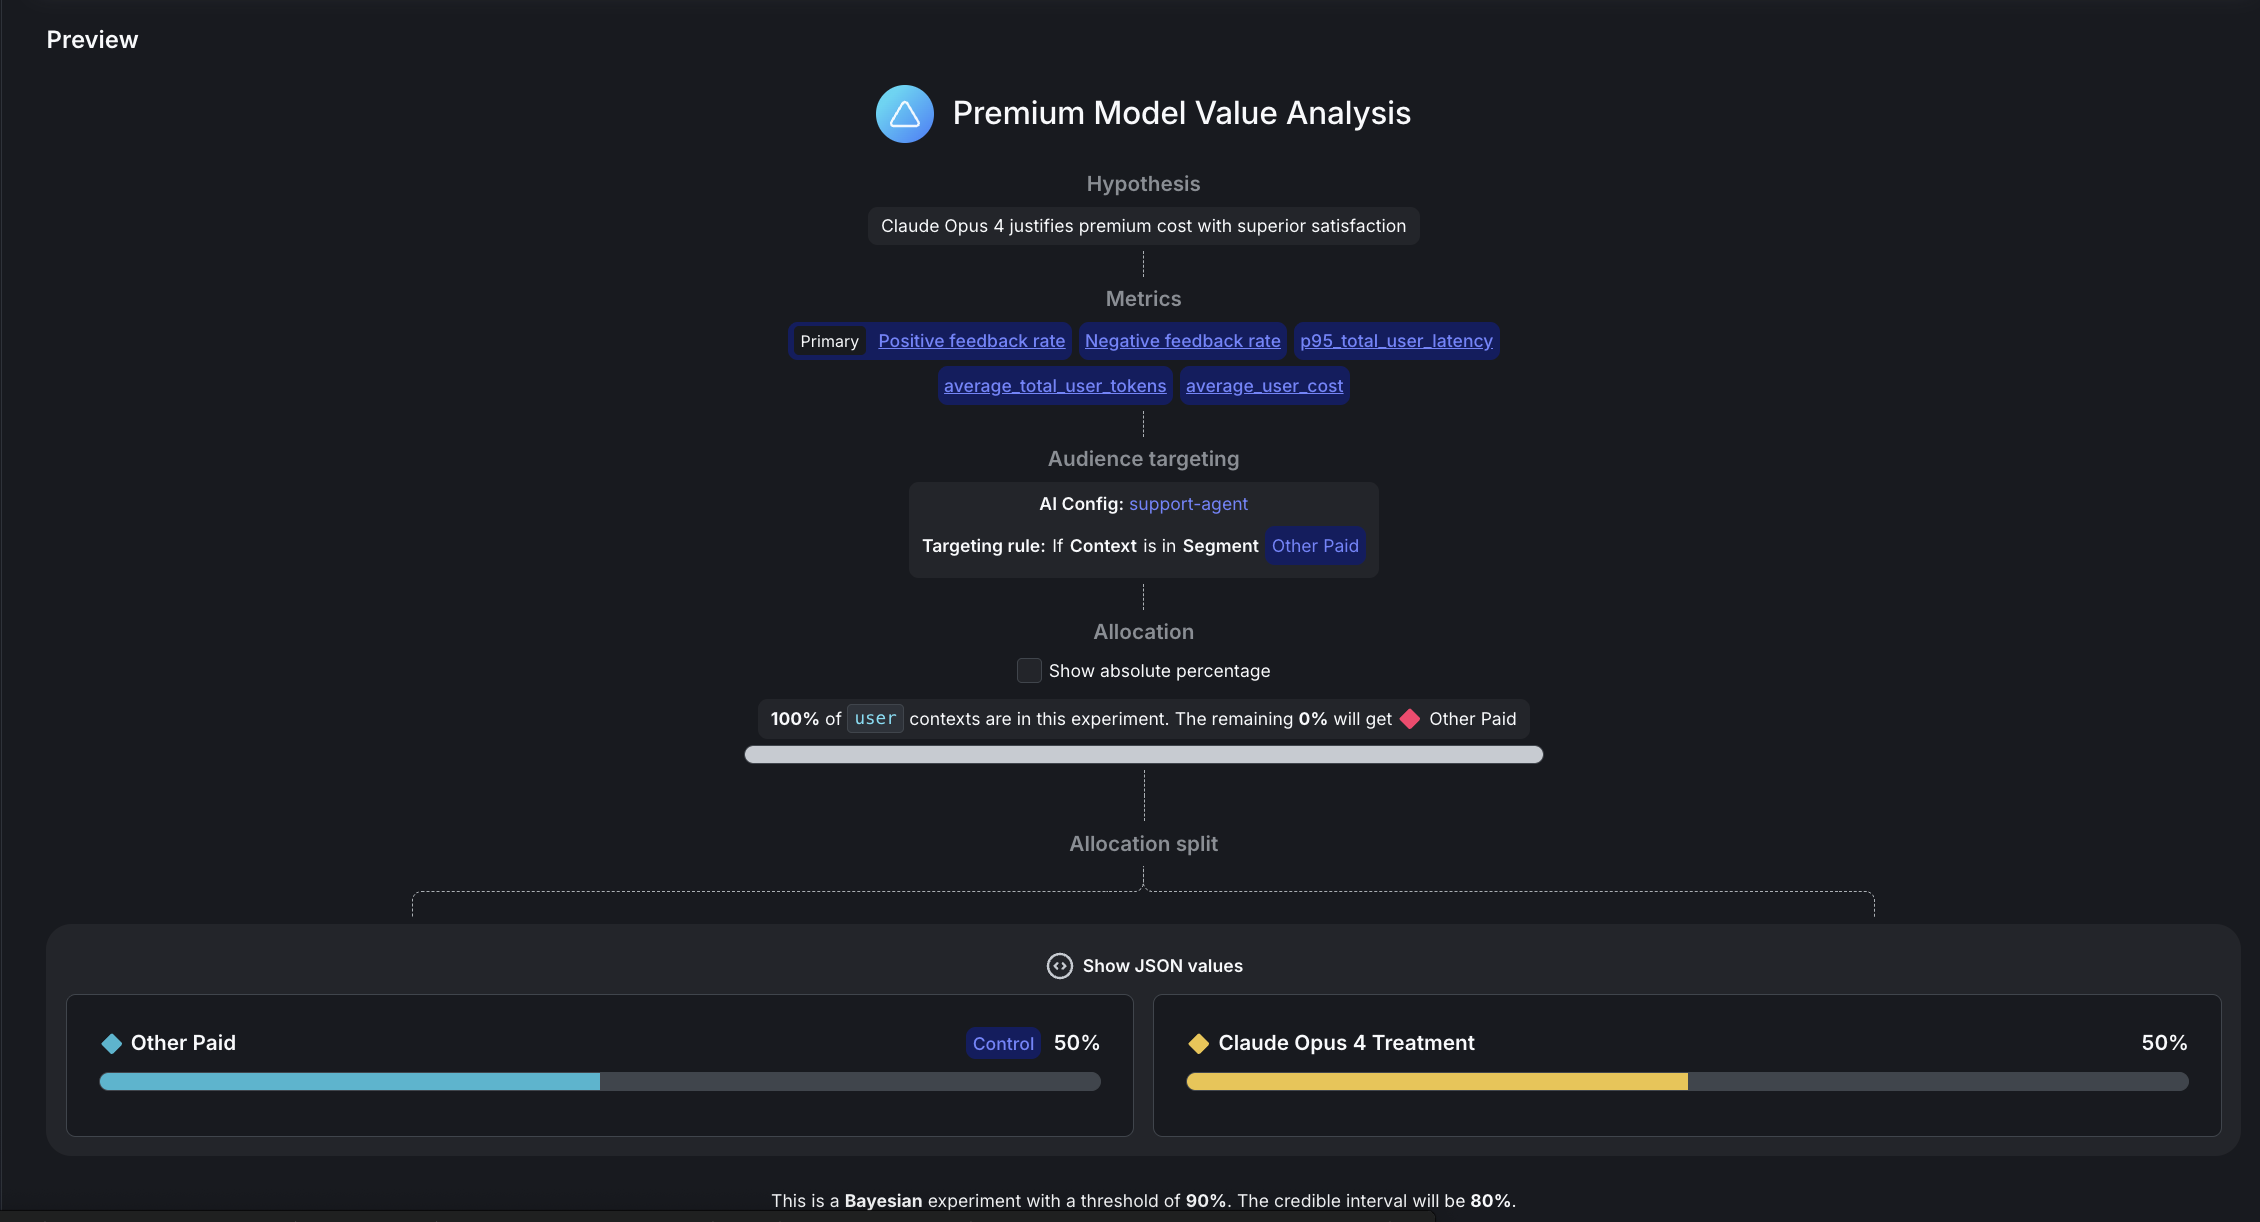 Preview
Premium Model Value Analysis
Hypothesis
Claude Opus 4 justifies premium cost with superior satisfaction
Metrics
Primary Positive feedback rate Negative feedback rate p95_total_user_latency
average_total_user_tokens average_user_cost
Audience targeting
AI Config: support-agent
Targeting rule: If Context is in Segment Other Paid
Allocation
Show absolute percentage
100% of user contexts are in this experiment. The remaining 0% will get Other Paid
Allocation split
Show JSON values
Other Paid Control 50%
Claude Opus 4 Treatment 50%
This is a Bayesian experiment with a threshold of 90%. The credible interval will be 80%.